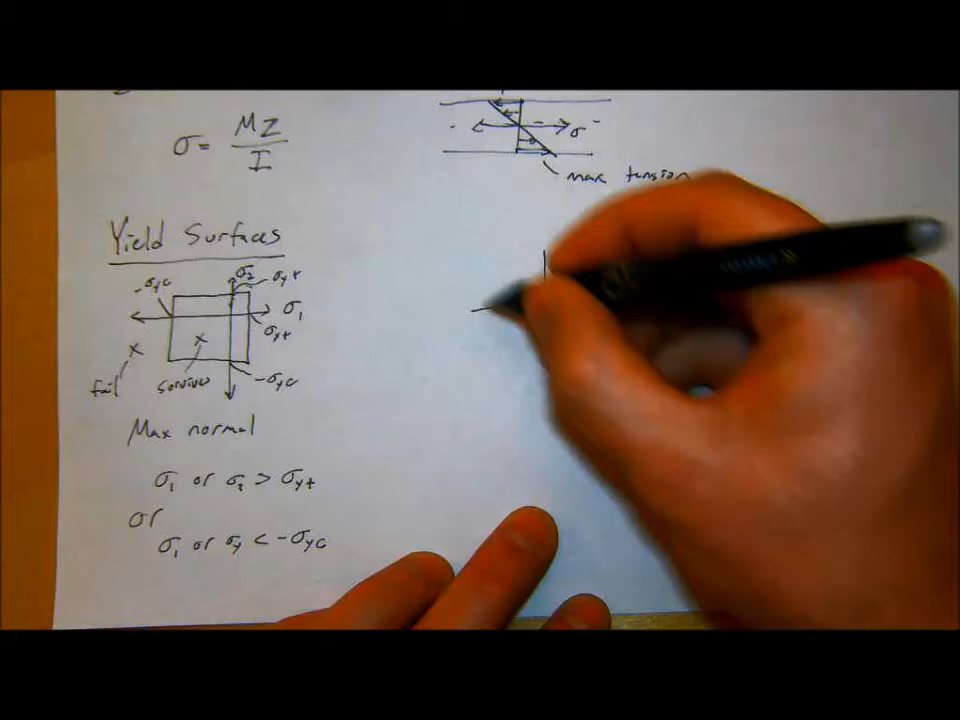 σ = MZ / I
- - σ
max tension
Yield Surfaces
-σyc σ2 σyt
σ1
σyt
fail survives -σyc
Max normal
σ1 or σ2 > σyt
or
σ1 or σy < -σyc